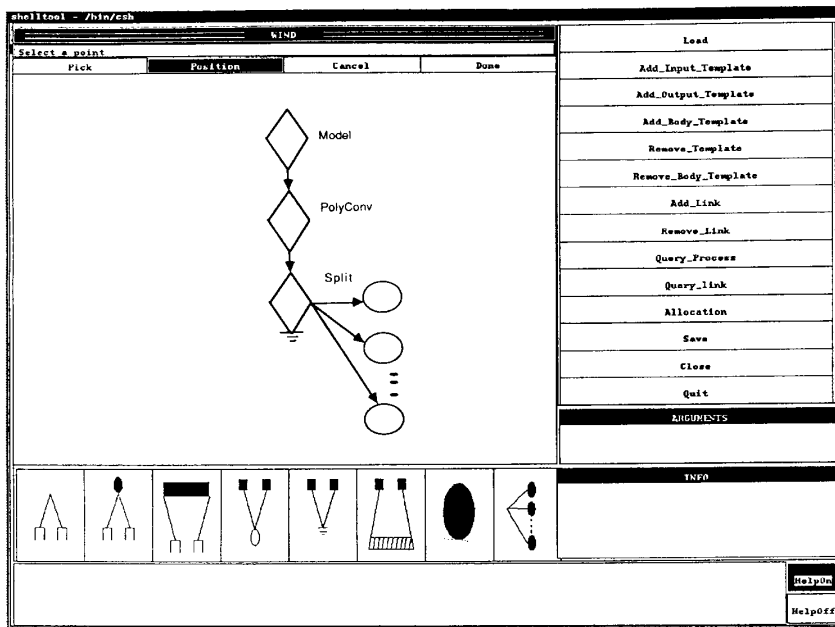 shelltool - /bin/csh
WIND
Select a point
Pick Position Cancel Done
Model
PolyConv
Split
Load
Add_Input_Template
Add_Output_Template
Add_Body_Template
Remove_Template
Remove_Body_Template
Add_Link
Remove_Link
Query_Process
Query_link
Allocation
Save
Close
Quit
ARGUMENTS
INFO
HelpOn
HelpOff